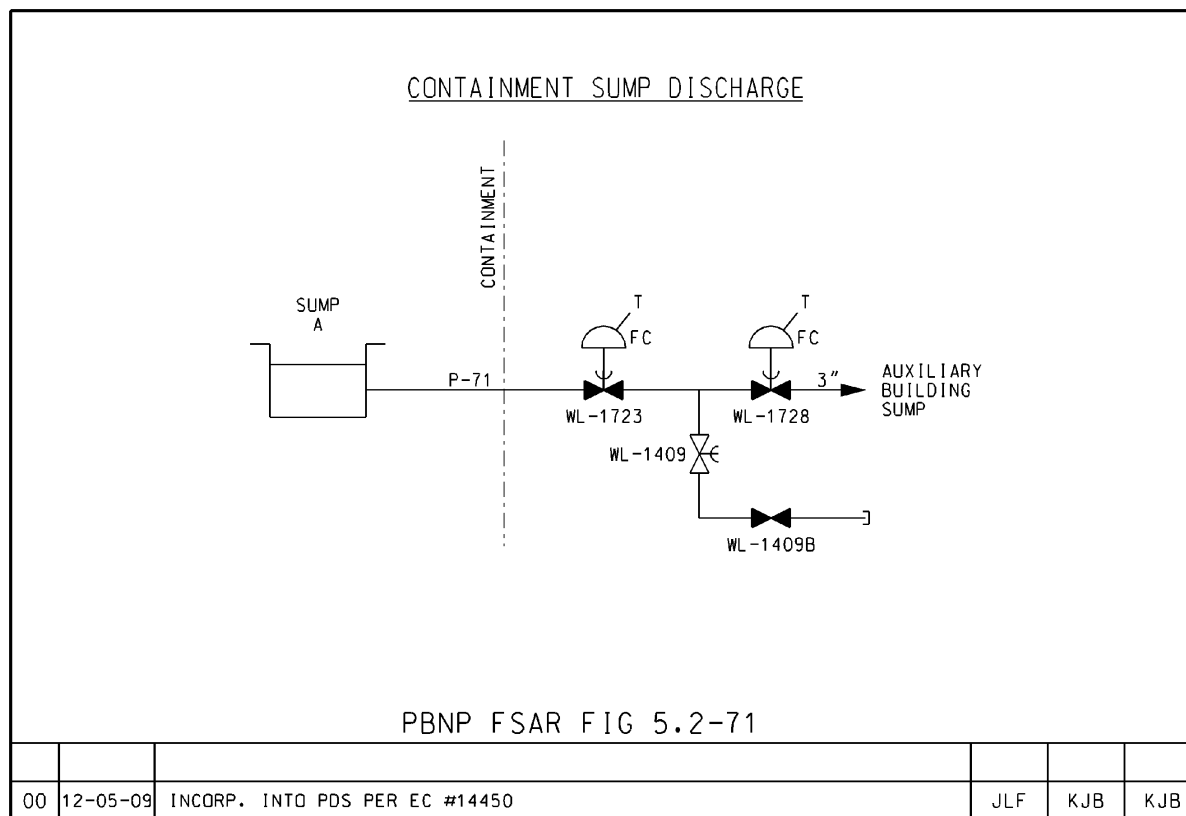 CONTAINMENT SUMP DISCHARGE
CONTAINMENT
SUMP
A
T
FC
T
FC
P-71
3"
AUXILIARY
BUILDING
SUMP
WL-1723
WL-1728
WL-1409
WL-1409B
PBNP FSAR FIG 5.2-71
00 12-05-09 INCORP. INTO PDS PER EC #14450 JLF KJB KJB